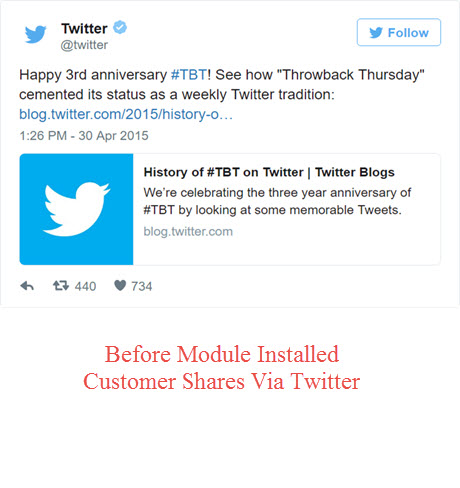 Twitter
@twitter
Follow
Happy 3rd anniversary #TBT! See how "Throwback Thursday"
cemented its status as a weekly Twitter tradition:
blog.twitter.com/2015/history-o…
1:26 PM - 30 Apr 2015
History of #TBT on Twitter | Twitter Blogs
We’re celebrating the three year anniversary of
#TBT by looking at some memorable Tweets.
blog.twitter.com
440 734
Before Module Installed
Customer Shares Via Twitter